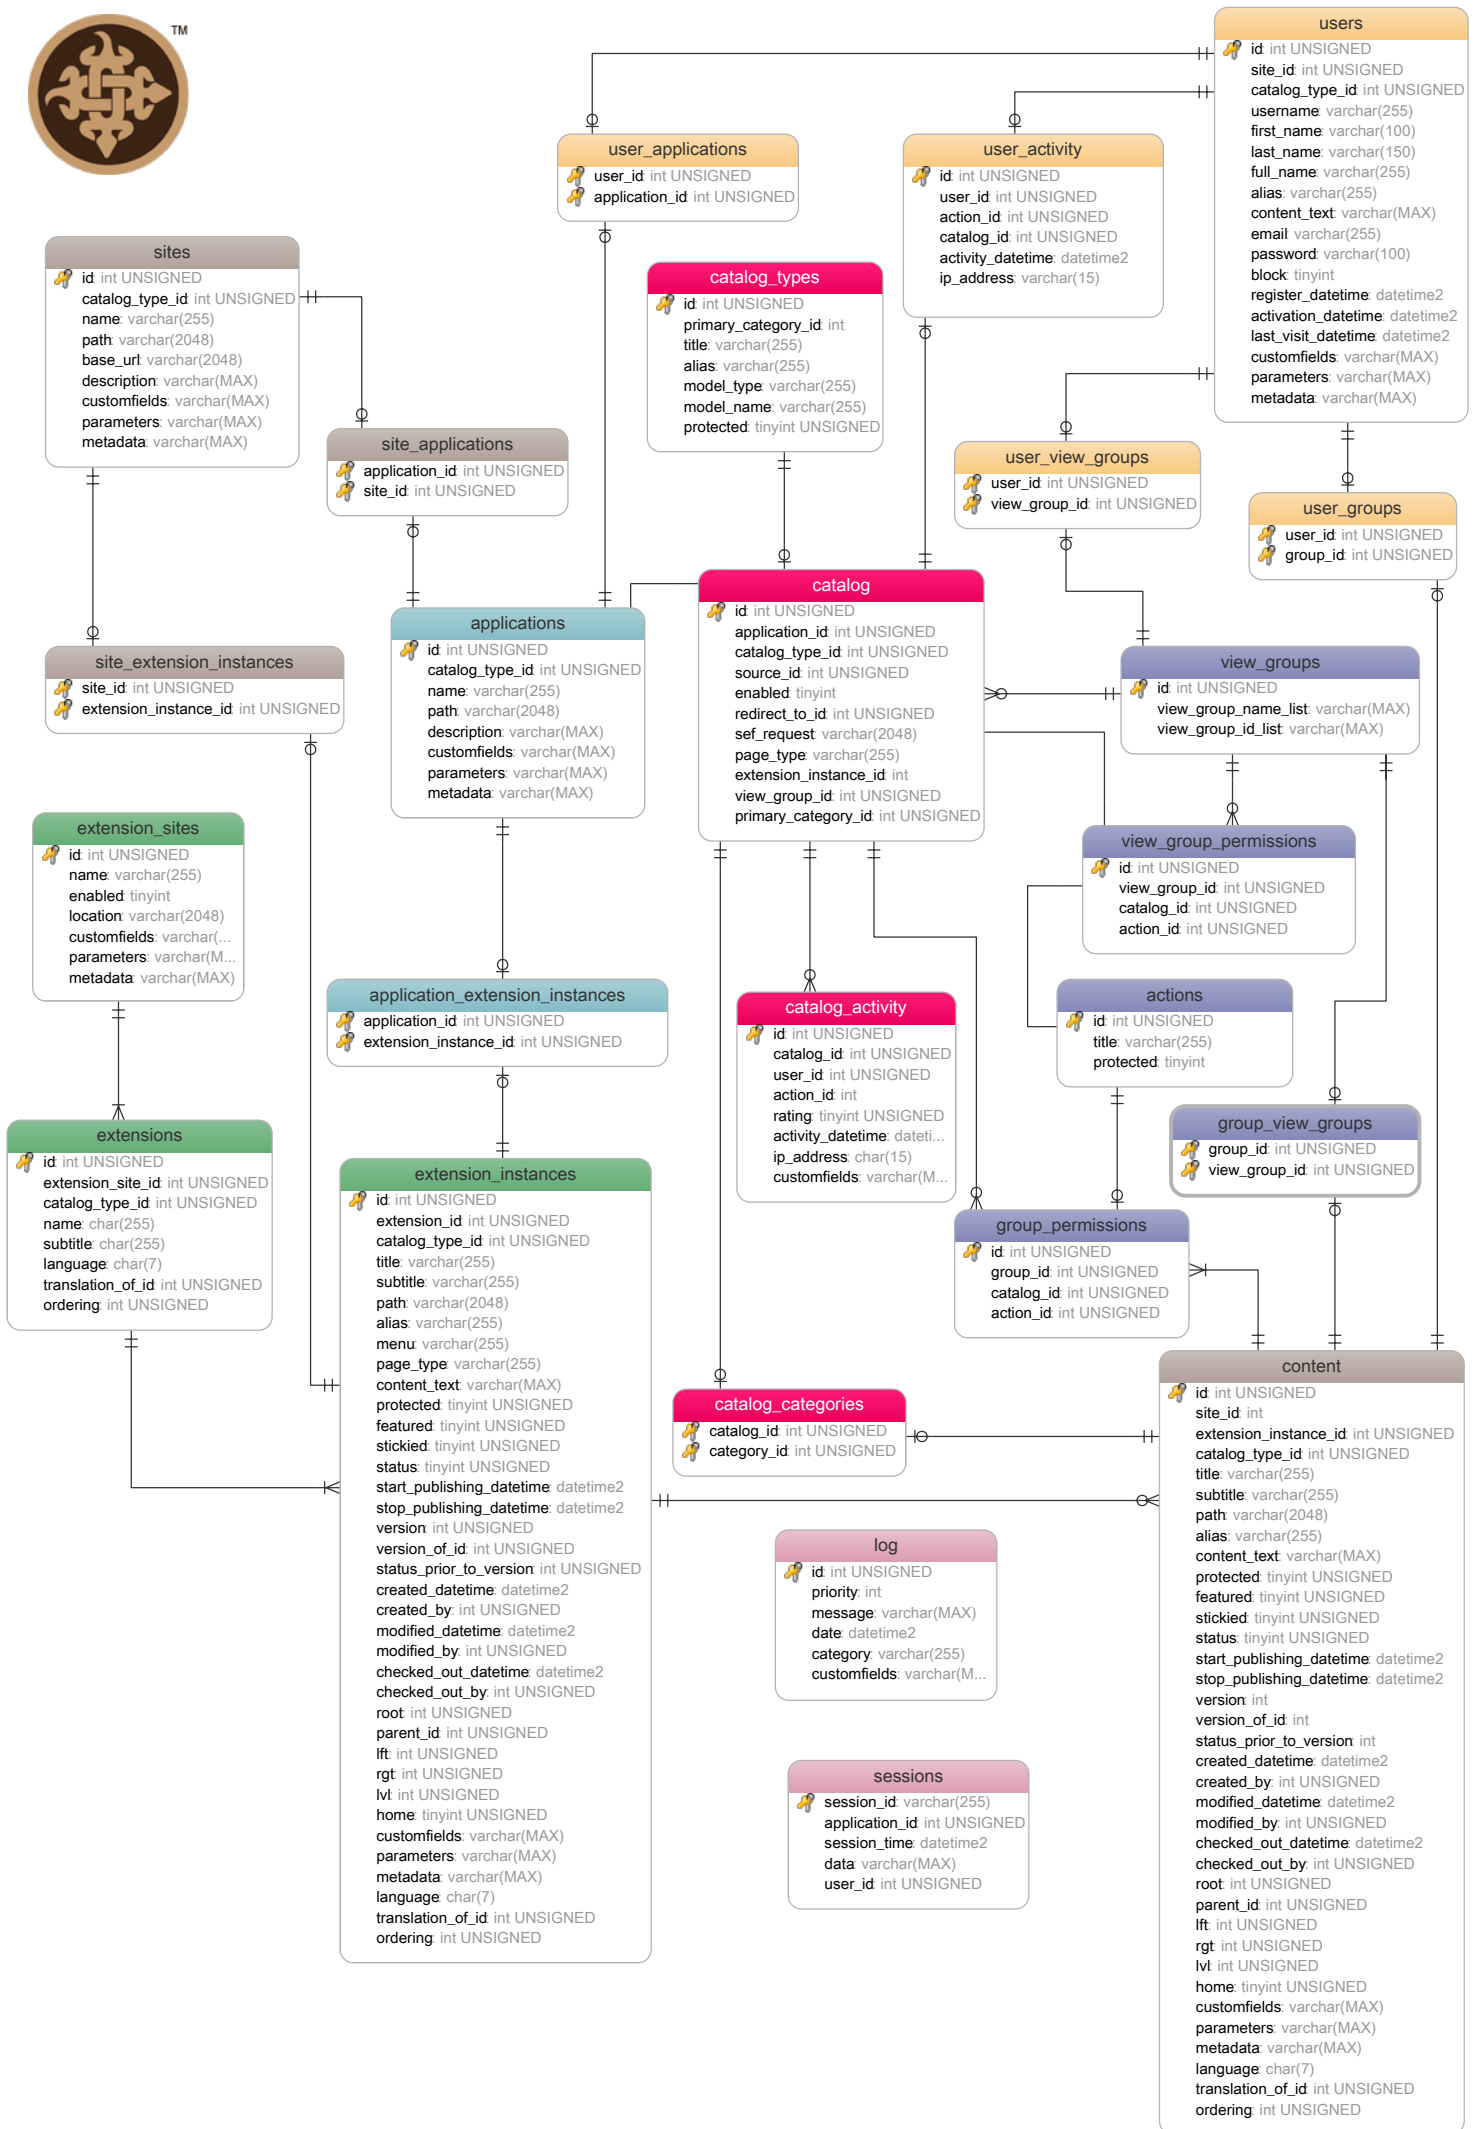 TM
users
id: int UNSIGNED
site_id: int UNSIGNED
catalog_type_id: int UNSIGNED
username: varchar(255)
first_name: varchar(100)
last_name: varchar(150)
full_name: varchar(255)
alias: varchar(255)
content_text: varchar(MAX)
email: varchar(255)
password: varchar(100)
block: tinyint
register_datetime: datetime2
activation_datetime: datetime2
last_visit_datetime: datetime2
customfields: varchar(MAX)
parameters: varchar(MAX)
metadata: varchar(MAX)
user_applications
user_id: int UNSIGNED
application_id: int UNSIGNED
user_activity
id: int UNSIGNED
user_id: int UNSIGNED
action_id: int UNSIGNED
catalog_id: int UNSIGNED
activity_datetime: datetime2
ip_address: varchar(15)
sites
id: int UNSIGNED
catalog_type_id: int UNSIGNED
name: varchar(255)
path: varchar(2048)
base_url: varchar(2048)
description: varchar(MAX)
customfields: varchar(MAX)
parameters: varchar(MAX)
metadata: varchar(MAX)
catalog_types
id: int UNSIGNED
primary_category_id: int
title: varchar(255)
alias: varchar(255)
model_type: varchar(255)
model_name: varchar(255)
protected: tinyint UNSIGNED
site_applications
application_id: int UNSIGNED
site_id: int UNSIGNED
user_view_groups
user_id: int UNSIGNED
view_group_id: int UNSIGNED
user_groups
user_id: int UNSIGNED
group_id: int UNSIGNED
catalog
id: int UNSIGNED
application_id: int UNSIGNED
catalog_type_id: int UNSIGNED
source_id: int UNSIGNED
enabled: tinyint
redirect_to_id: int UNSIGNED
sef_request: varchar(2048)
page_type: varchar(255)
extension_instance_id: int
view_group_id: int UNSIGNED
primary_category_id: int UNSIGNED
applications
id: int UNSIGNED
catalog_type_id: int UNSIGNED
name: varchar(255)
path: varchar(2048)
description: varchar(MAX)
customfields: varchar(MAX)
parameters: varchar(MAX)
metadata: varchar(MAX)
site_extension_instances
site_id: int UNSIGNED
extension_instance_id: int UNSIGNED
view_groups
id: int UNSIGNED
view_group_name_list: varchar(MAX)
view_group_id_list: varchar(MAX)
extension_sites
id: int UNSIGNED
name: varchar(255)
enabled: tinyint
location: varchar(2048)
customfields: varchar(...
parameters: varchar(M...
metadata: varchar(MAX)
view_group_permissions
id: int UNSIGNED
view_group_id: int UNSIGNED
catalog_id: int UNSIGNED
action_id: int UNSIGNED
application_extension_instances
application_id: int UNSIGNED
extension_instance_id: int UNSIGNED
catalog_activity
id: int UNSIGNED
catalog_id: int UNSIGNED
user_id: int UNSIGNED
action_id: int
rating: tinyint UNSIGNED
activity_datetime: dateti...
ip_address: char(15)
customfields: varchar(M...
actions
id: int UNSIGNED
title: varchar(255)
protected: tinyint
group_view_groups
group_id: int UNSIGNED
view_group_id: int UNSIGNED
extensions
id: int UNSIGNED
extension_site_id: int UNSIGNED
catalog_type_id: int UNSIGNED
name: char(255)
subtitle: char(255)
language: char(7)
translation_of_id: int UNSIGNED
ordering: int UNSIGNED
extension_instances
id: int UNSIGNED
extension_id: int UNSIGNED
catalog_type_id: int UNSIGNED
title: varchar(255)
subtitle: varchar(255)
path: varchar(2048)
alias: varchar(255)
menu: varchar(255)
page_type: varchar(255)
content_text: varchar(MAX)
protected: tinyint UNSIGNED
featured: tinyint UNSIGNED
stickied: tinyint UNSIGNED
status: tinyint UNSIGNED
start_publishing_datetime: datetime2
stop_publishing_datetime: datetime2
version: int UNSIGNED
version_of_id: int UNSIGNED
status_prior_to_version: int UNSIGNED
created_datetime: datetime2
created_by: int UNSIGNED
modified_datetime: datetime2
modified_by: int UNSIGNED
checked_out_datetime: datetime2
checked_out_by: int UNSIGNED
root: int UNSIGNED
parent_id: int UNSIGNED
lft: int UNSIGNED
rgt: int UNSIGNED
lvl: int UNSIGNED
home: tinyint UNSIGNED
customfields: varchar(MAX)
parameters: varchar(MAX)
metadata: varchar(MAX)
language: char(7)
translation_of_id: int UNSIGNED
ordering: int UNSIGNED
group_permissions
id: int UNSIGNED
group_id: int UNSIGNED
catalog_id: int UNSIGNED
action_id: int UNSIGNED
catalog_categories
catalog_id: int UNSIGNED
category_id: int UNSIGNED
content
id: int UNSIGNED
site_id: int
extension_instance_id: int UNSIGNED
catalog_type_id: int UNSIGNED
title: varchar(255)
subtitle: varchar(255)
path: varchar(2048)
alias: varchar(255)
content_text: varchar(MAX)
protected: tinyint UNSIGNED
featured: tinyint UNSIGNED
stickied: tinyint UNSIGNED
status: tinyint UNSIGNED
start_publishing_datetime: datetime2
stop_publishing_datetime: datetime2
version: int
version_of_id: int
status_prior_to_version: int
created_datetime: datetime2
created_by: int UNSIGNED
modified_datetime: datetime2
modified_by: int UNSIGNED
checked_out_datetime: datetime2
checked_out_by: int UNSIGNED
root: int UNSIGNED
parent_id: int UNSIGNED
lft: int UNSIGNED
rgt: int UNSIGNED
lvl: int UNSIGNED
home: tinyint UNSIGNED
customfields: varchar(MAX)
parameters: varchar(MAX)
metadata: varchar(MAX)
language: char(7)
translation_of_id: int UNSIGNED
ordering: int UNSIGNED
log
id: int UNSIGNED
priority: int
message: varchar(MAX)
date: datetime2
category: varchar(255)
customfields: varchar(M...
sessions
session_id: varchar(255)
application_id: int UNSIGNED
session_time: datetime2
data: varchar(MAX)
user_id: int UNSIGNED